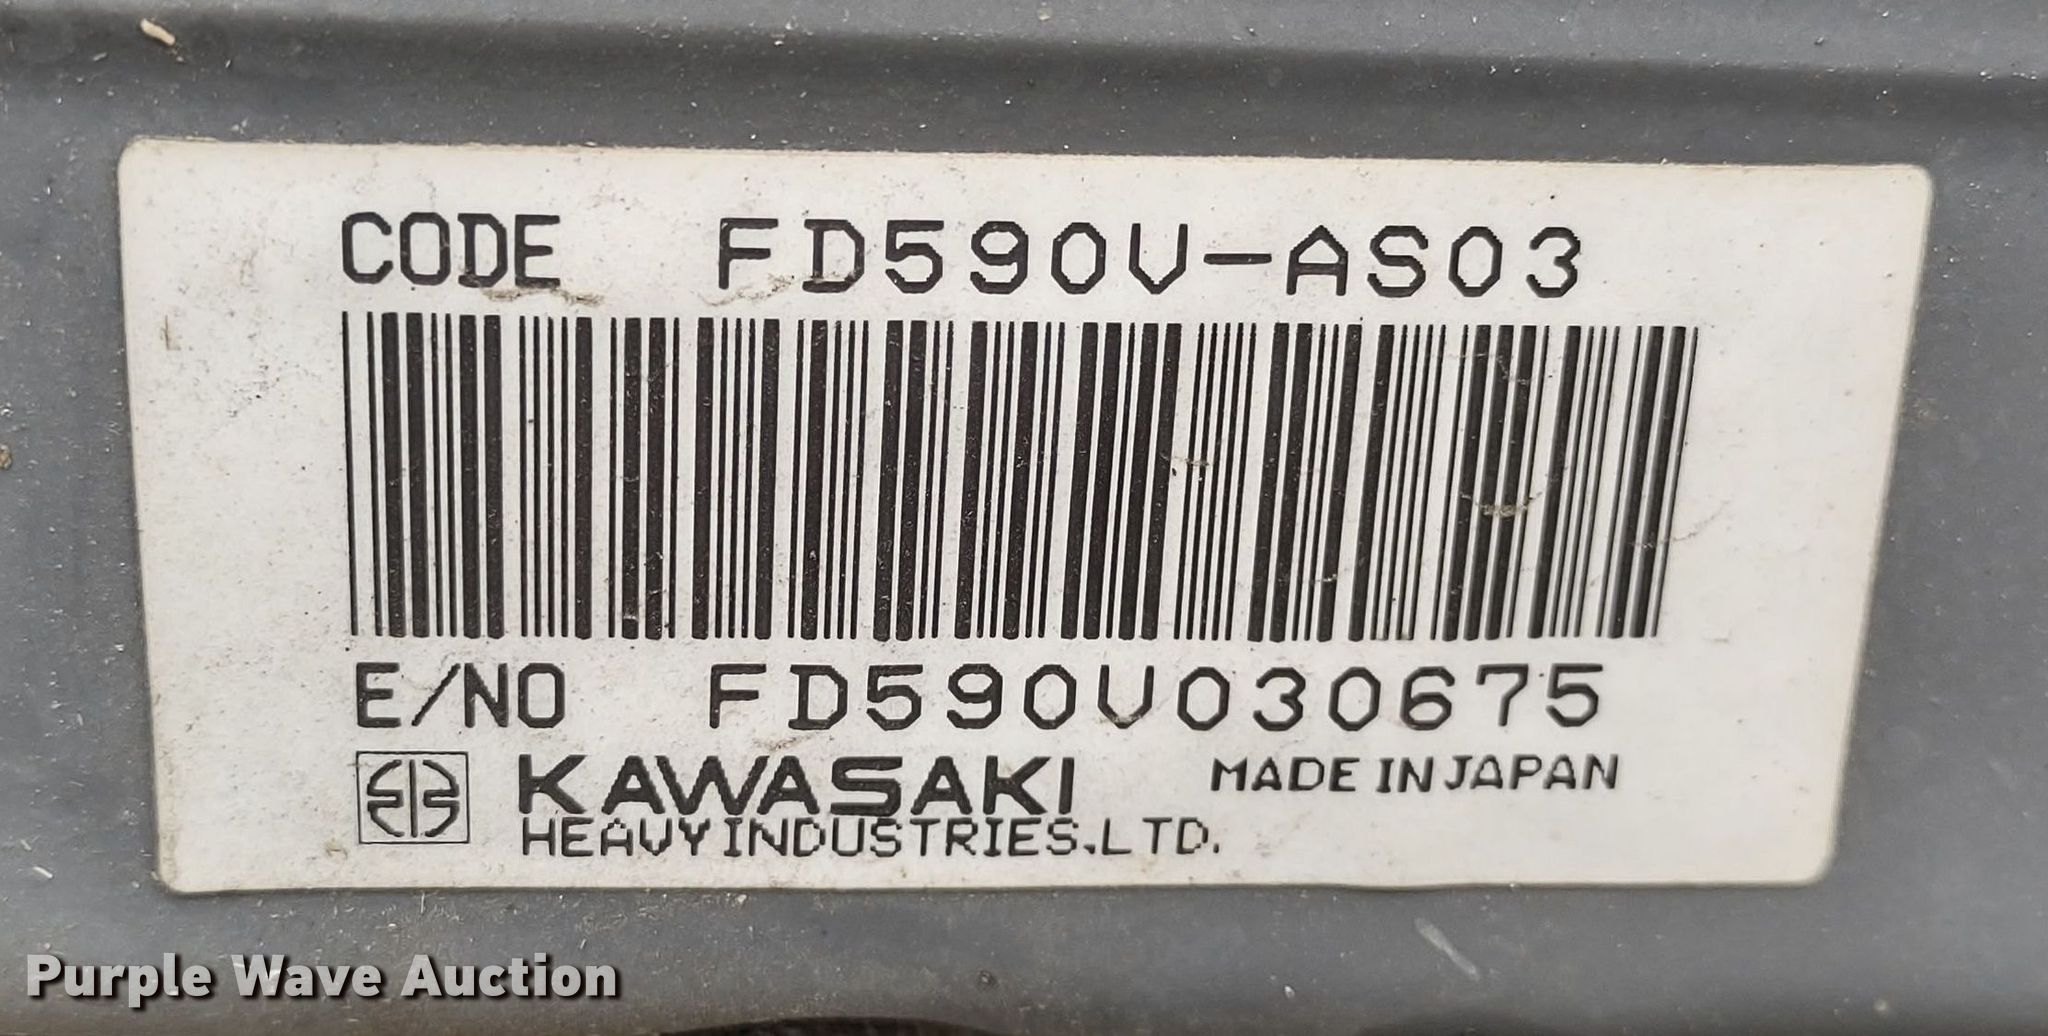 CODE FD590V-AS03
E/NO FD590V030675
KAWASAKI MADE IN JAPAN
HEAVY INDUSTRIES.LTD.
Purple Wave Auction